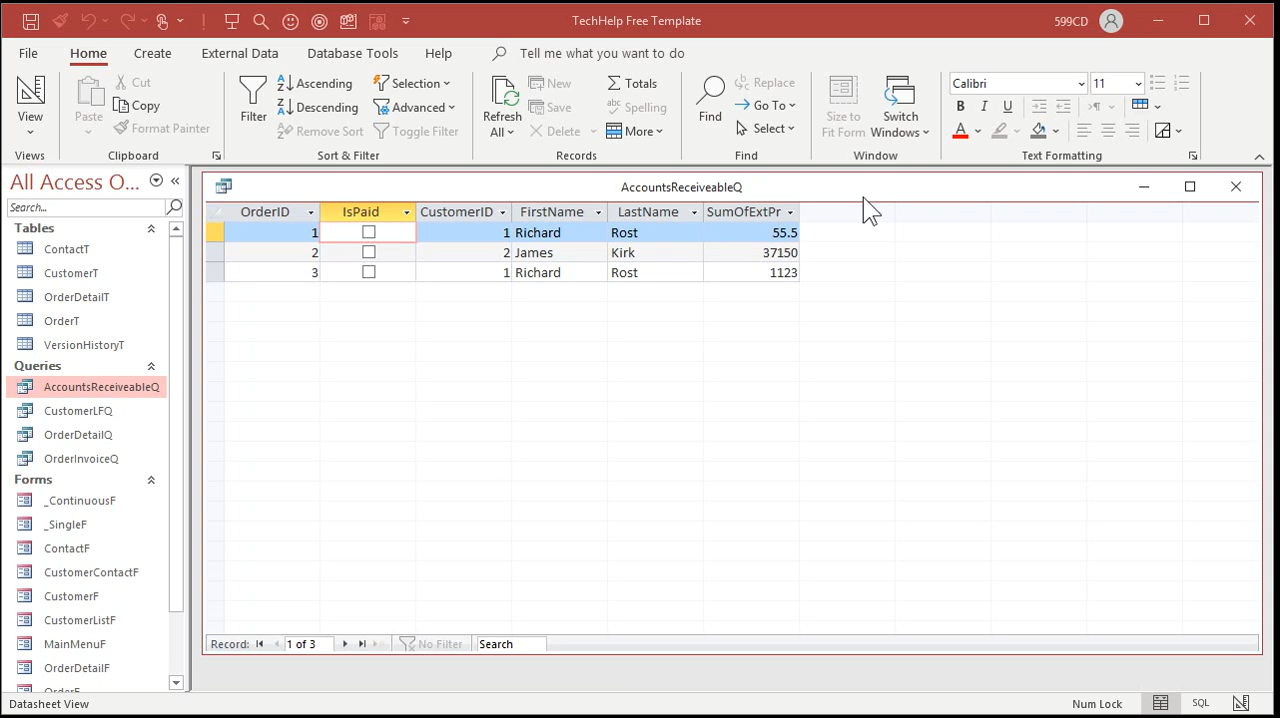 TechHelp Free Template
599CD
File Home Create External Data Database Tools Help Tell me what you want to do
View
Views
Paste
Cut
Copy
Format Painter
Clipboard
Filter
Ascending
Descending
Remove Sort
Selection
Advanced
Toggle Filter
Sort & Filter
Refresh
All
New
Save
Delete
Totals
Spelling
More
Records
Find
Replace
Go To
Select
Find
Size to
Fit Form
Switch
Windows
Window
Calibri 11
B I U
A
Text Formatting
All Access O...
Search...
Tables
ContactT
CustomerT
OrderDetailT
OrderT
VersionHistoryT
Queries
AccountsReceiveableQ
CustomerLFQ
OrderDetailQ
OrderInvoiceQ
Forms
_ContinuousF
_SingleF
ContactF
CustomerContactF
CustomerF
CustomerListF
MainMenuF
OrderDetailF
OrderF
AccountsReceiveableQ
OrderID IsPaid CustomerID FirstName LastName SumOfExtPr
1 1 Richard Rost 55.5
2 2 James Kirk 37150
3 1 Richard Rost 1123
Record: 1 of 3 No Filter Search
Datasheet View
Num Lock
SQL